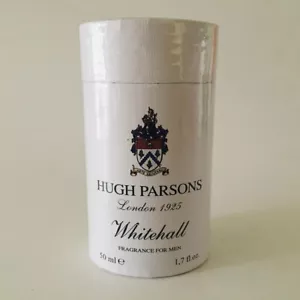 HUGH PARSONS
London 1925
Whitehall
FRAGRANCE FOR MEN
50 ml ℮ 1,7 fl.oz.